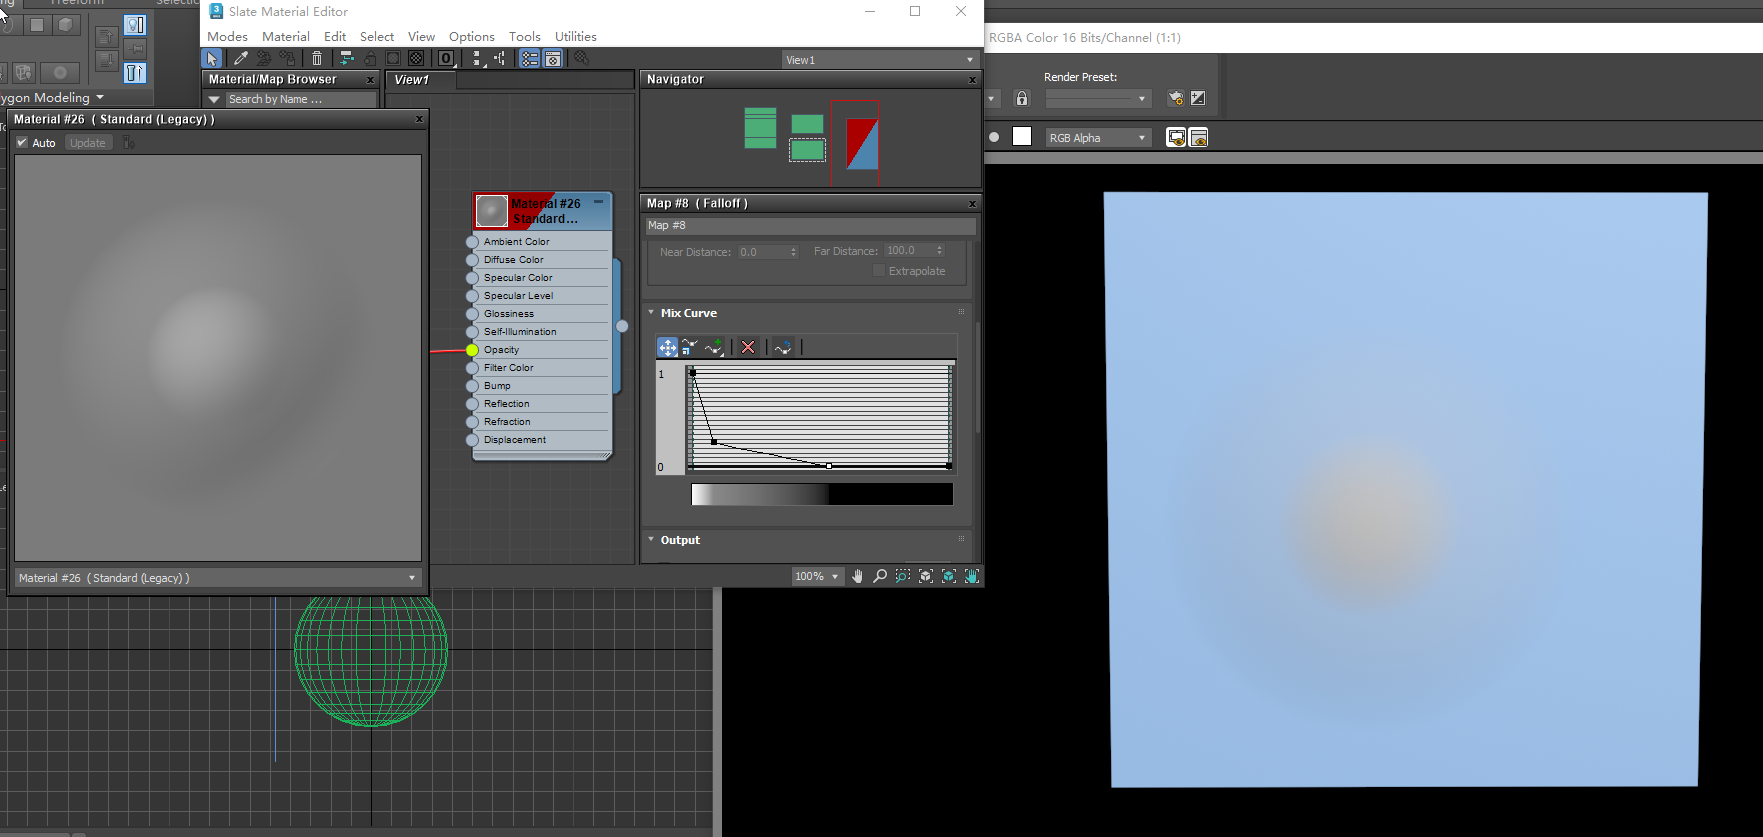 Freeform
Selection
Slate Material Editor
Modes Material Edit Select View Options Tools Utilities
RGBA Color 16 Bits/Channel (1:1)
View1
Material/Map Browser
View1
Navigator
Search by Name ...
Render Preset:
ygon Modeling
Material #26 ( Standard (Legacy) )
Auto
Update
RGB Alpha
Material #26
Standard...
Map #8 ( Falloff )
Map #8
Ambient Color
Diffuse Color
Specular Color
Specular Level
Glossiness
Self-Illumination
Opacity
Filter Color
Bump
Reflection
Refraction
Displacement
Near Distance: 0.0
Far Distance: 100.0
Extrapolate
Mix Curve
1
0
Output
Material #26 ( Standard (Legacy) )
100%